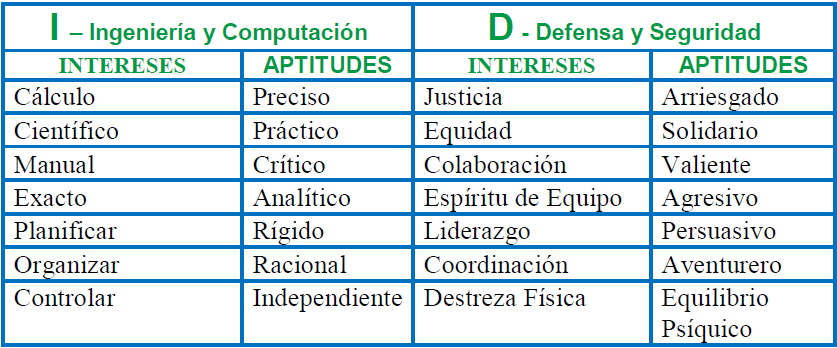 I – Ingeniería y Computación D - Defensa y Seguridad
INTERESES APTITUDES INTERESES APTITUDES
Cálculo Preciso Justicia Arriesgado
Científico Práctico Equidad Solidario
Manual Crítico Colaboración Valiente
Exacto Analítico Espíritu de Equipo Agresivo
Planificar Rígido Liderazgo Persuasivo
Organizar Racional Coordinación Aventurero
Controlar Independiente Destreza Física Equilibrio
Psíquico